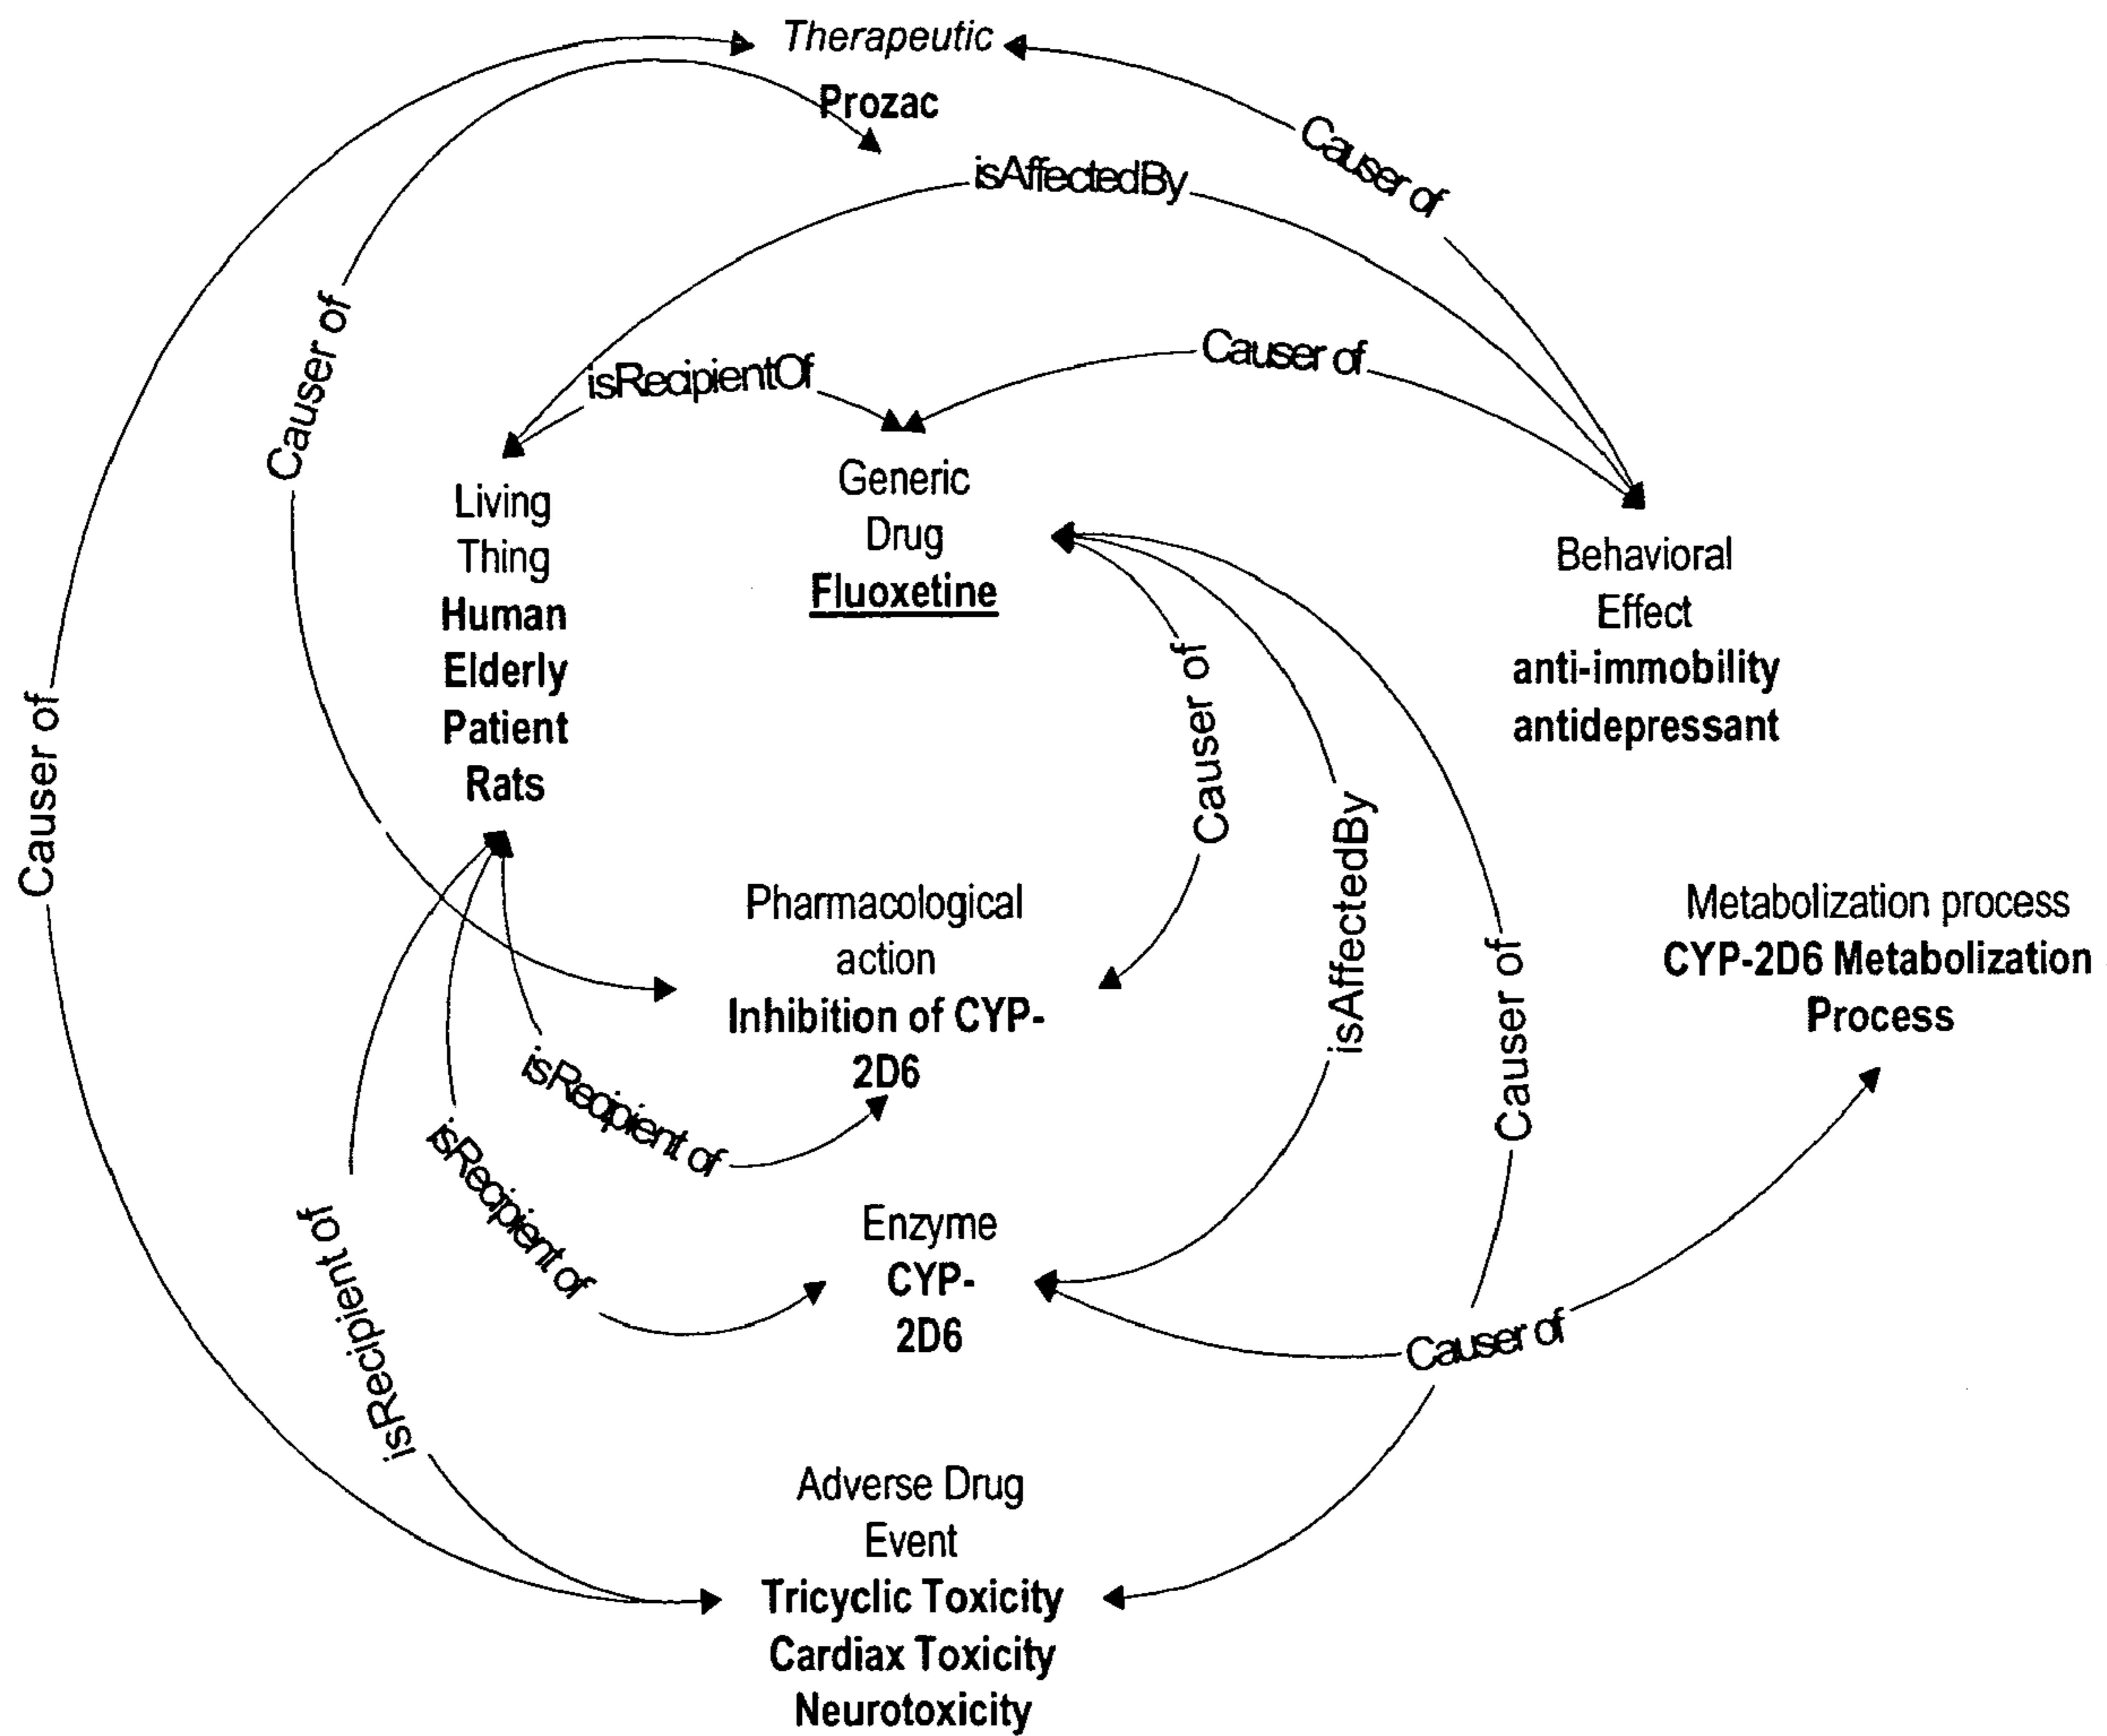 Therapeutic
Prozac
Causer of
isAffectedBy
Causer of
isRecipientOf
Causer of
Living
Thing
Human
Elderly
Patient
Rats
Generic
Drug
Fluoxetine
Behavioral
Effect
anti-immobility
antidepressant
Causer of
Causer of
isAffectedBy
Causer of
Pharmacological
action
Inhibition of CYP-
2D6
Metabolization process
CYP-2D6 Metabolization
Process
isRecipient of
isRecipient of
isRecipient of
Enzyme
CYP-
2D6
Causer of
Adverse Drug
Event
Tricyclic Toxicity
Cardiax Toxicity
Neurotoxicity